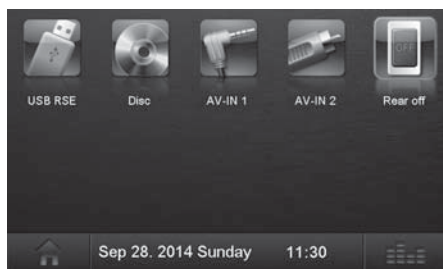 USB RSE Disc AV-IN 1 AV-IN 2 Rear off
OFF
Sep 28. 2014 Sunday 11:30